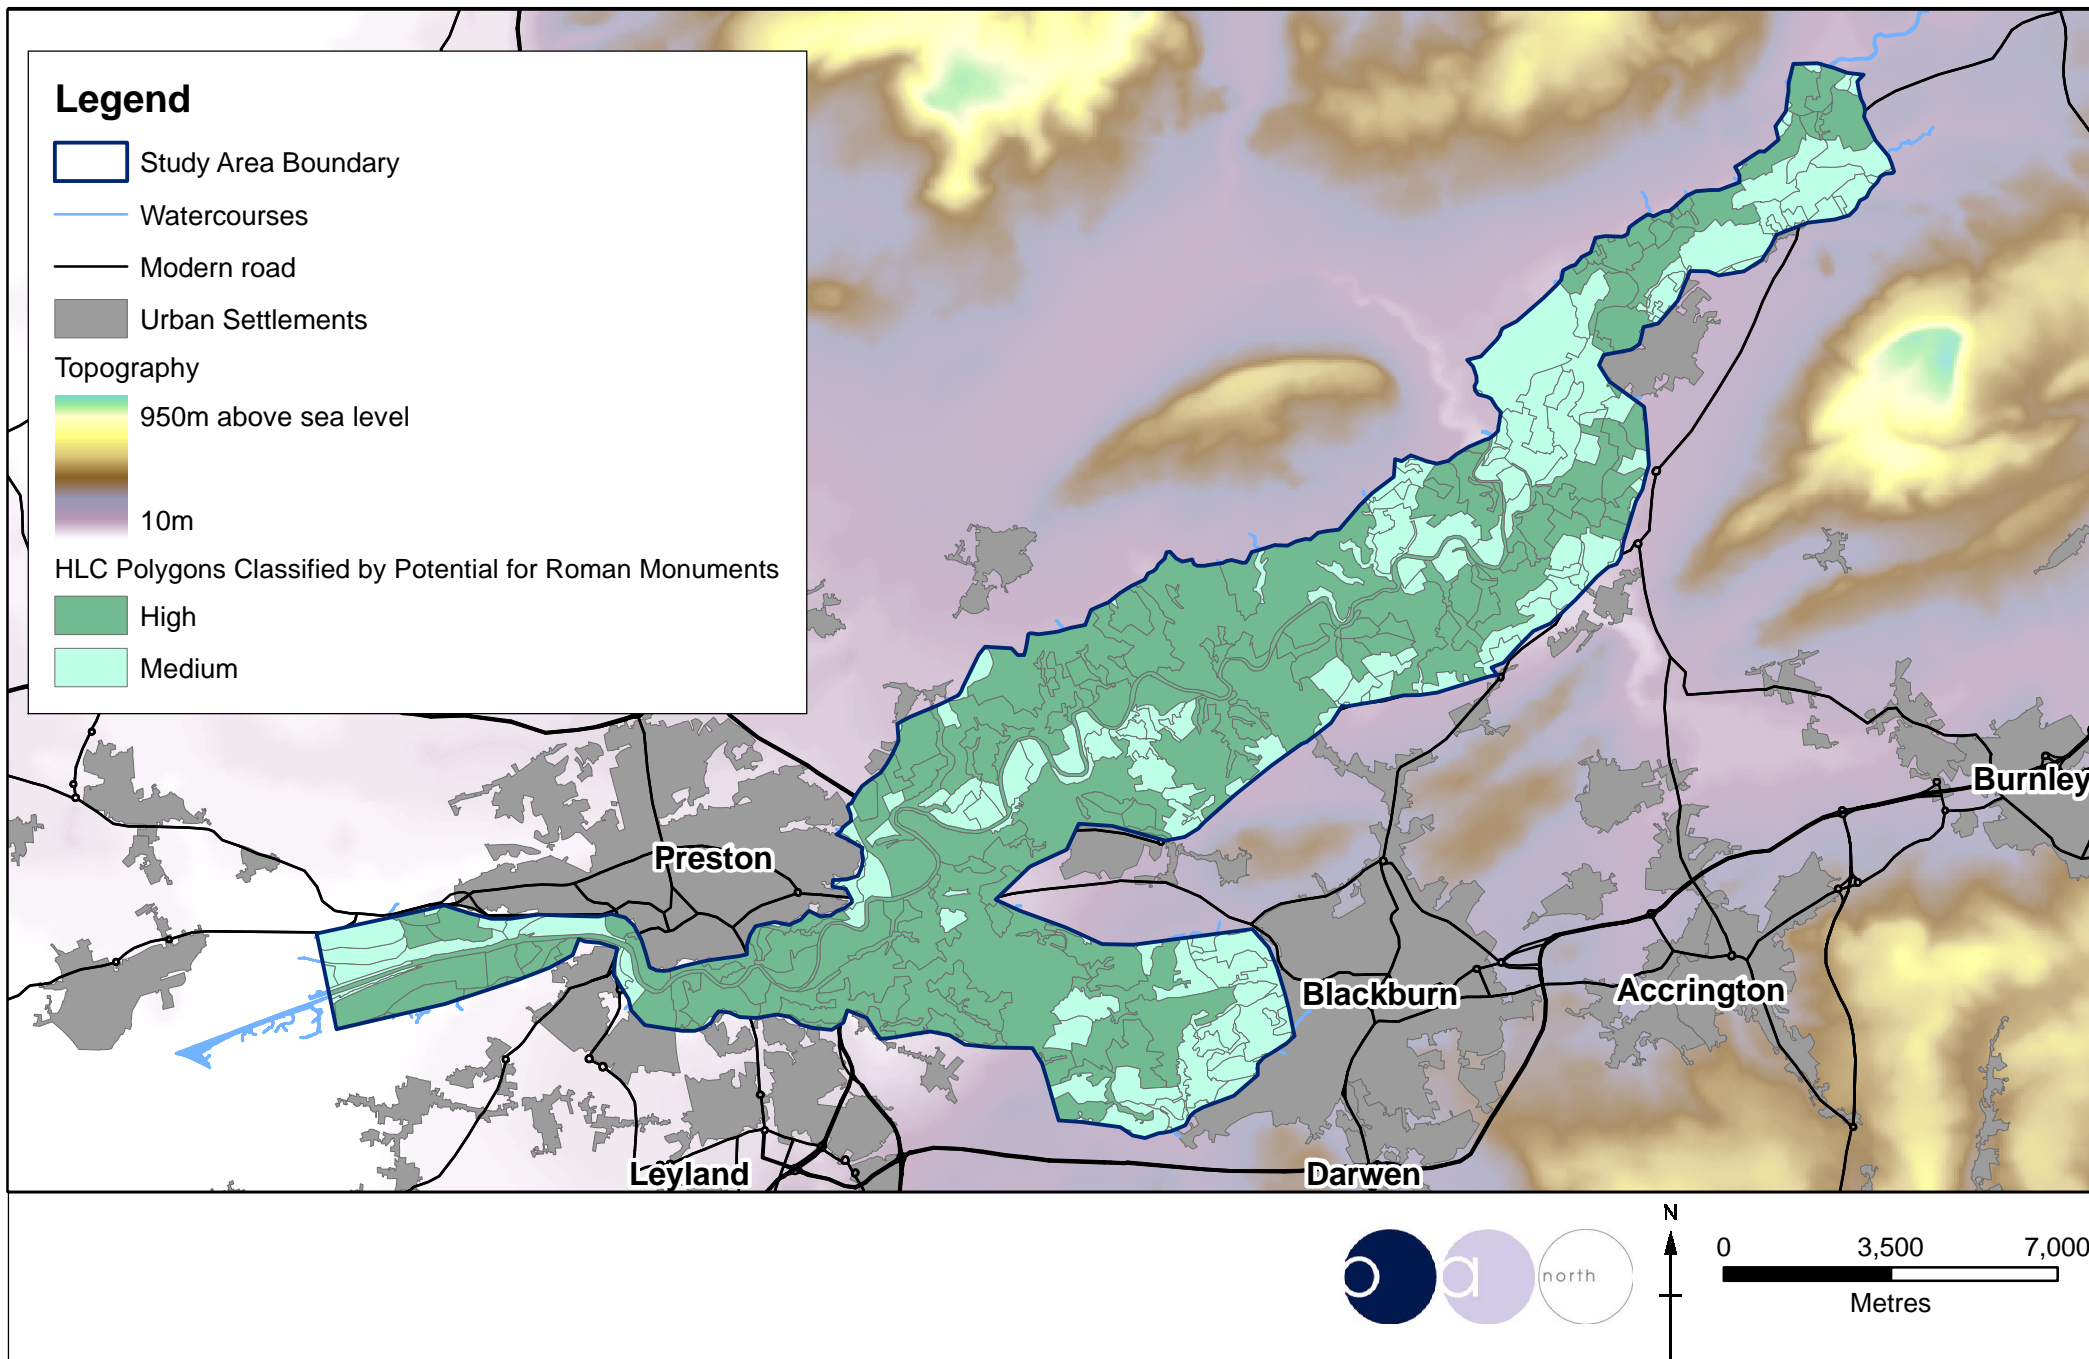 Legend
Study Area Boundary
Watercourses
Modern road
Urban Settlements
Topography
950m above sea level
10m
HLC Polygons Classified by Potential for Roman Monuments
High
Medium
Burnley
Preston
Blackburn
Accrington
Leyland
Darwen
o a north
N
0 3,500 7,000
Metres